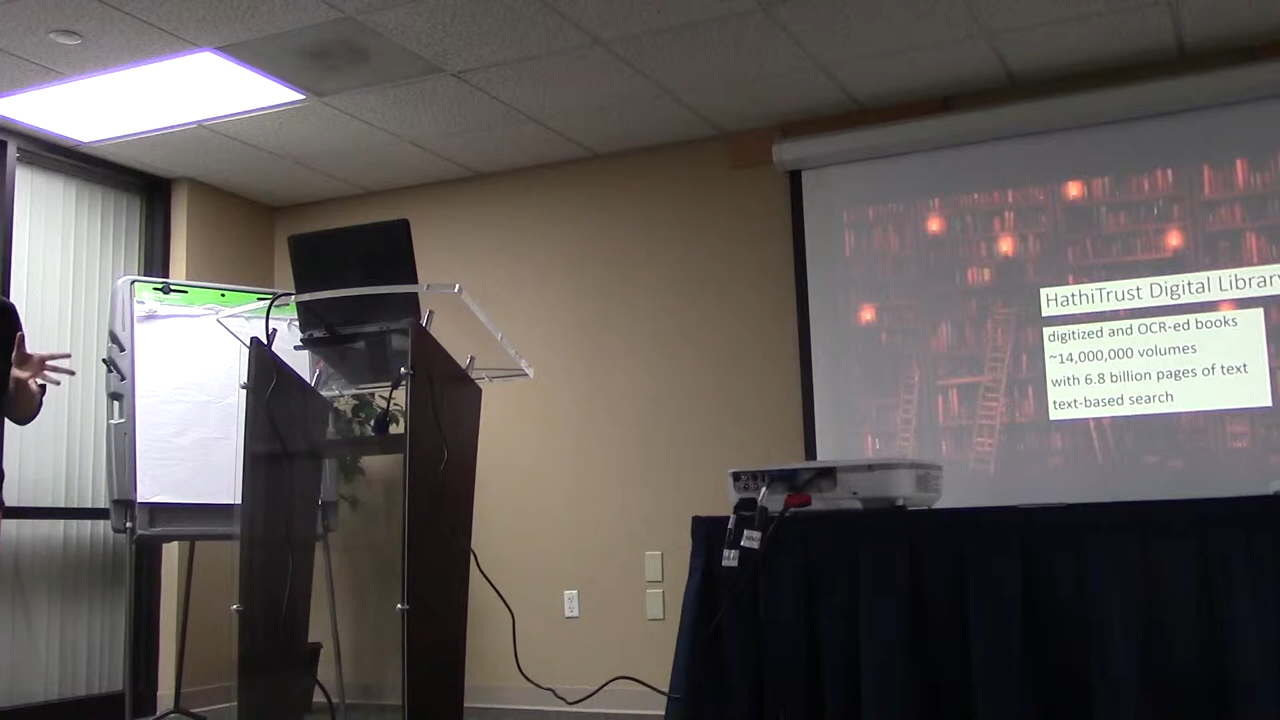 HathiTrust Digital Library
digitized and OCR-ed books
~14,000,000 volumes
with 6.8 billion pages of text
text-based search